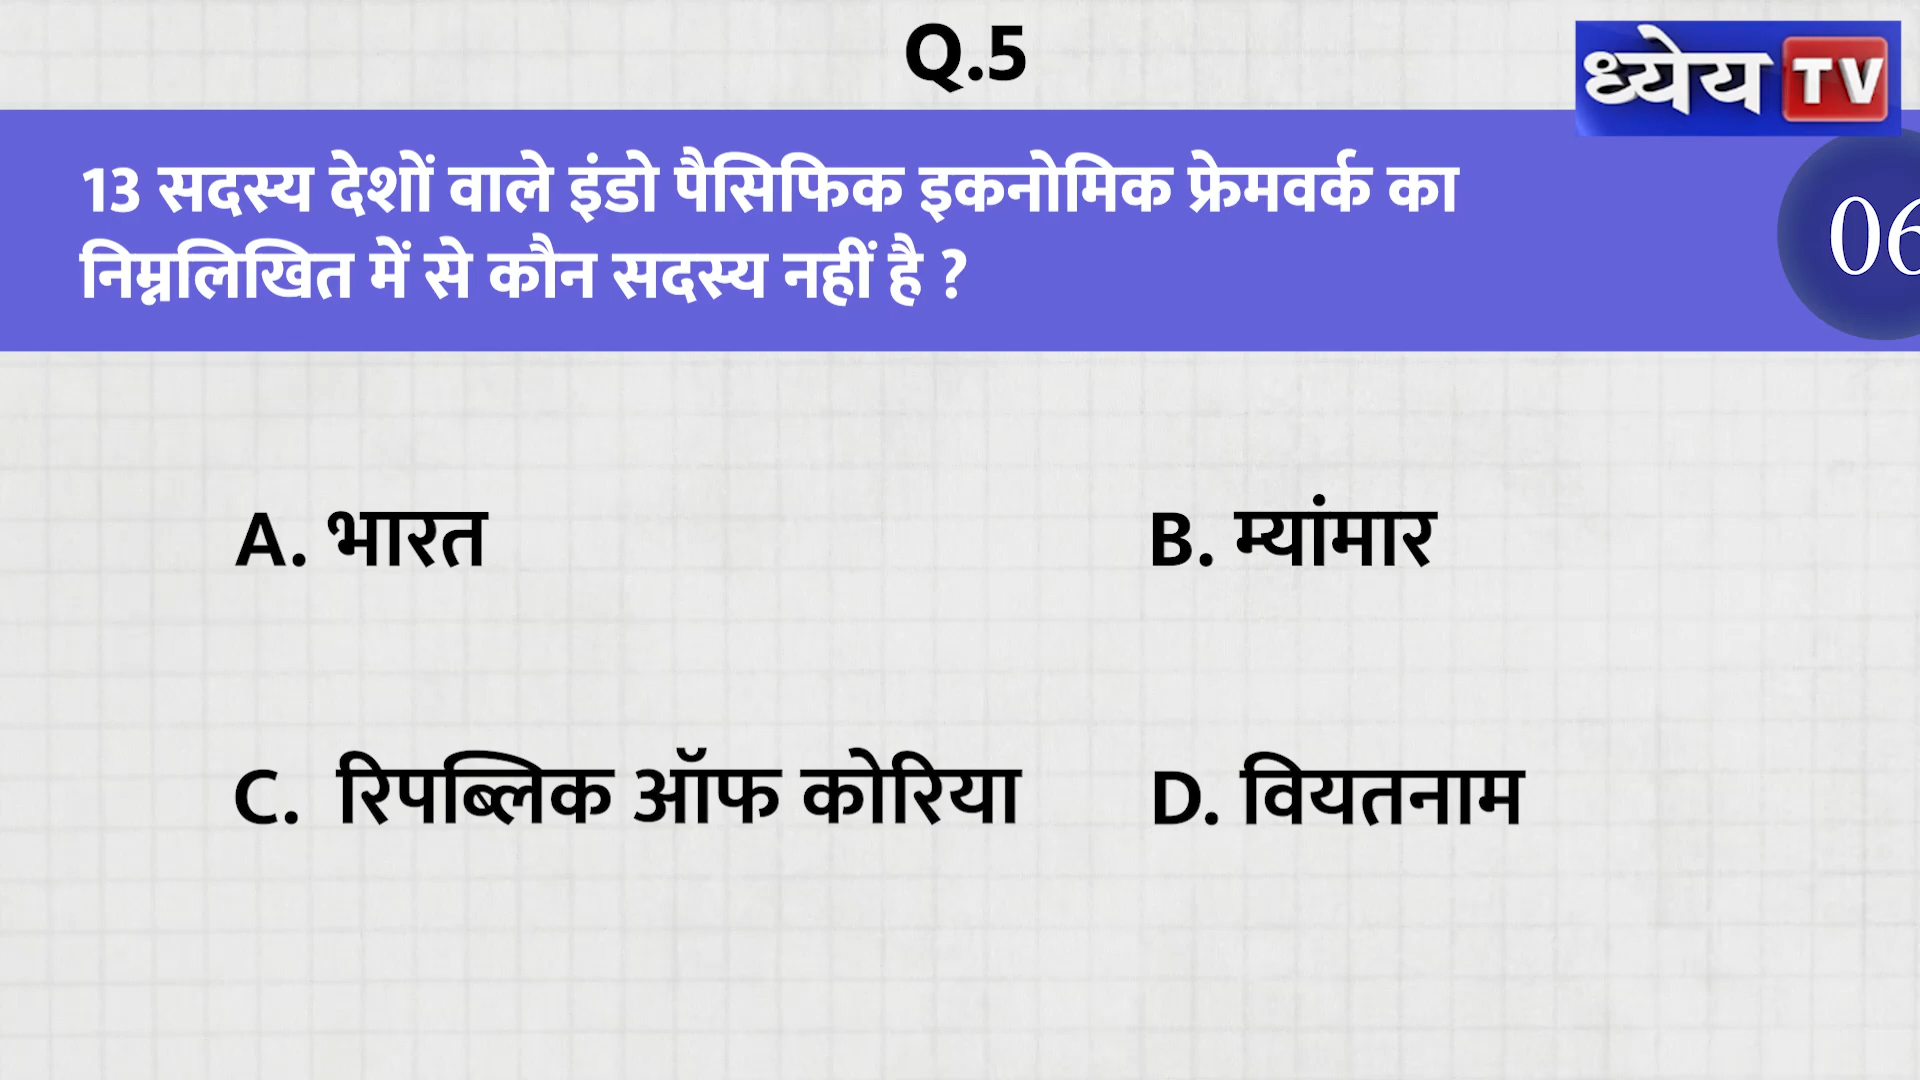 Q.5
ध्येय TV
13 सदस्य देशों वाले इंडो पैसिफिक इकनोमिक फ्रेमवर्क का
निम्नलिखित में से कौन सदस्य नहीं है ?
06
A. भारत
B. म्यांमार
C. रिपब्लिक ऑफ कोरिया
D. वियतनाम